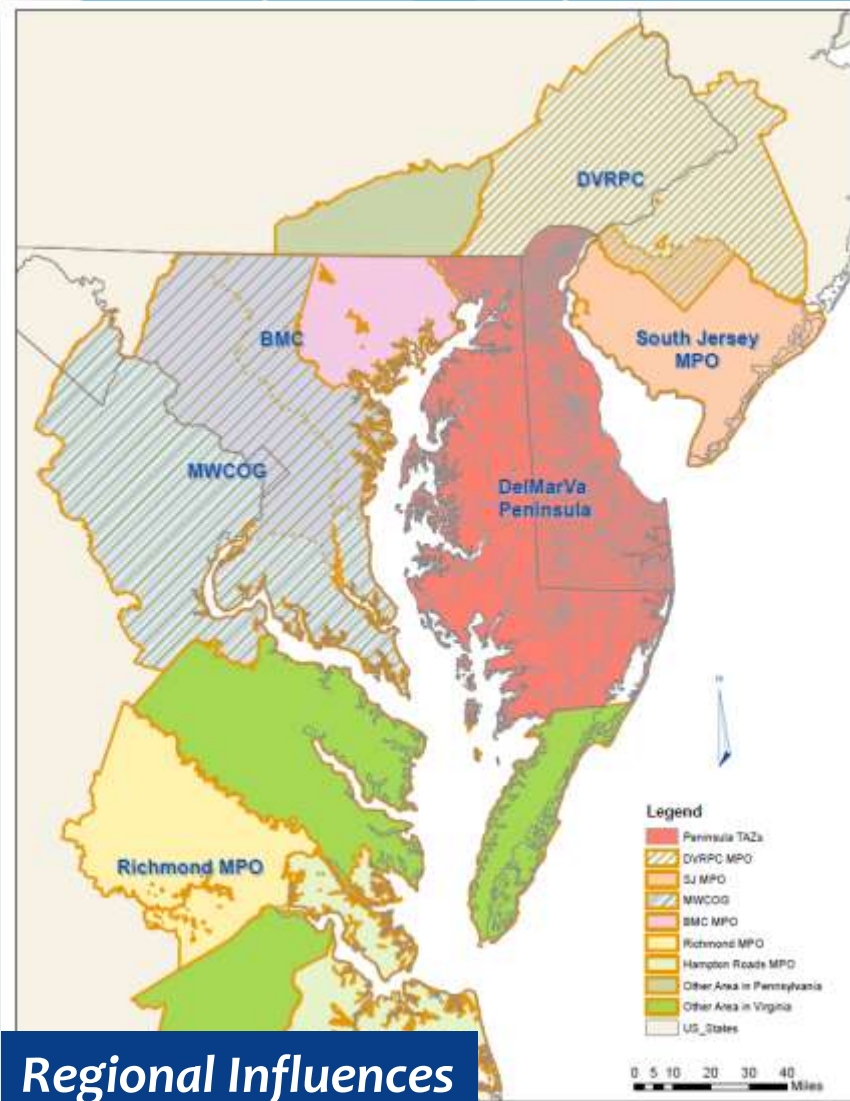 DVRPC
BMC
South Jersey
MPO
MWCOG
DelMarVa
Peninsula
N
Richmond MPO
Legend
Peninsula TAZs
DVRPC MPO
SJ MPO
MWCOG
BMC MPO
Richmond MPO
Hampton Roads MPO
Other Area in Pennsylvania
Other Area in Virginia
US_States
0 5 10 20 30 40
Miles
Regional Influences